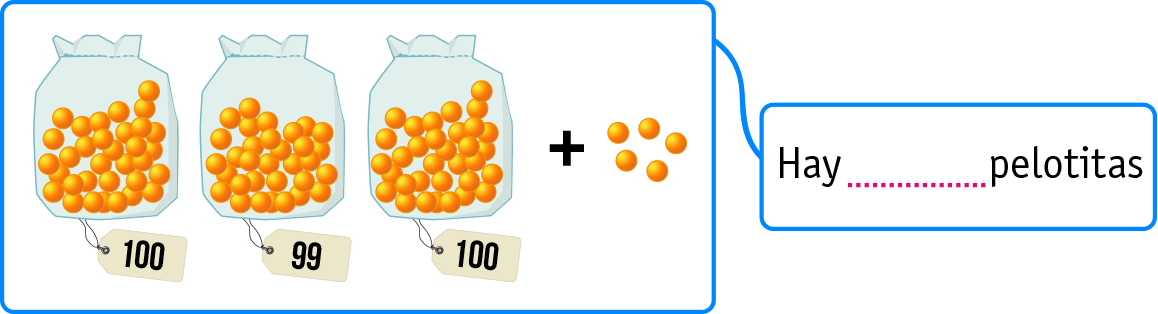 100
99
100
+
Hay ............... pelotitas